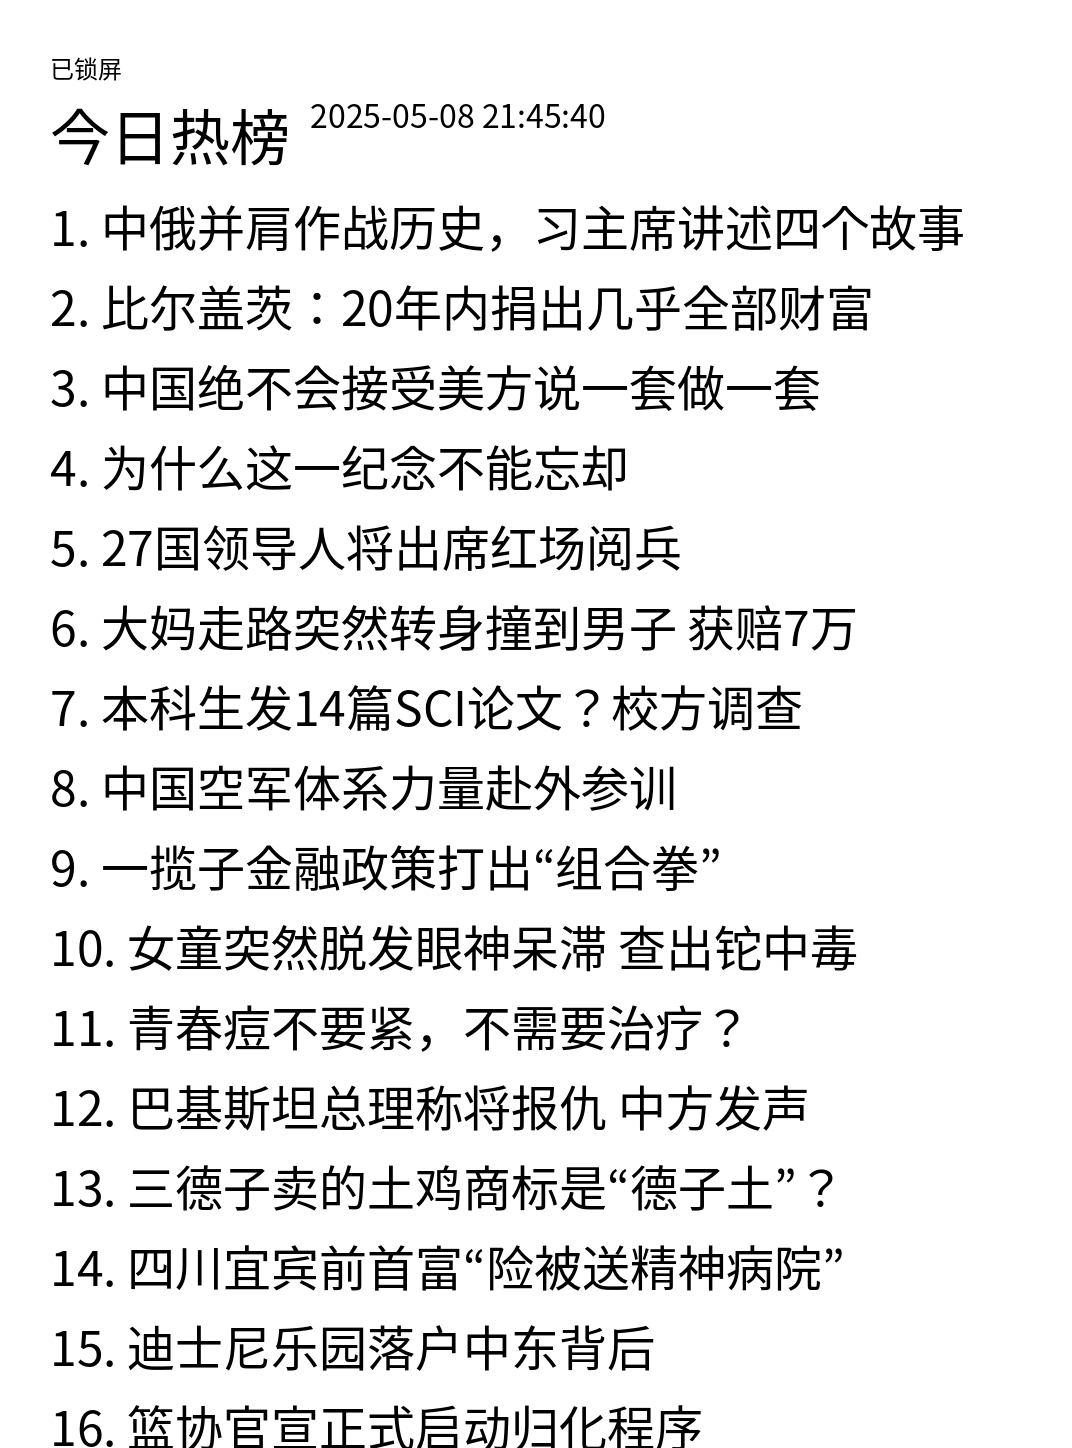 已锁屏
今日热榜 2025-05-08 21:45:40
1. 中俄并肩作战历史，习主席讲述四个故事
2. 比尔盖茨：20年内捐出几乎全部财富
3. 中国绝不会接受美方说一套做一套
4. 为什么这一纪念不能忘却
5. 27国领导人将出席红场阅兵
6. 大妈走路突然转身撞到男子 获赔7万
7. 本科生发14篇SCI论文？校方调查
8. 中国空军体系力量赴外参训
9. 一揽子金融政策打出“组合拳”
10. 女童突然脱发眼神呆滞 查出铊中毒
11. 青春痘不要紧，不需要治疗？
12. 巴基斯坦总理称将报仇 中方发声
13. 三德子卖的土鸡商标是“德子土”？
14. 四川宜宾前首富“险被送精神病院”
15. 迪士尼乐园落户中东背后
16. 篮协官宣正式启动归化程序